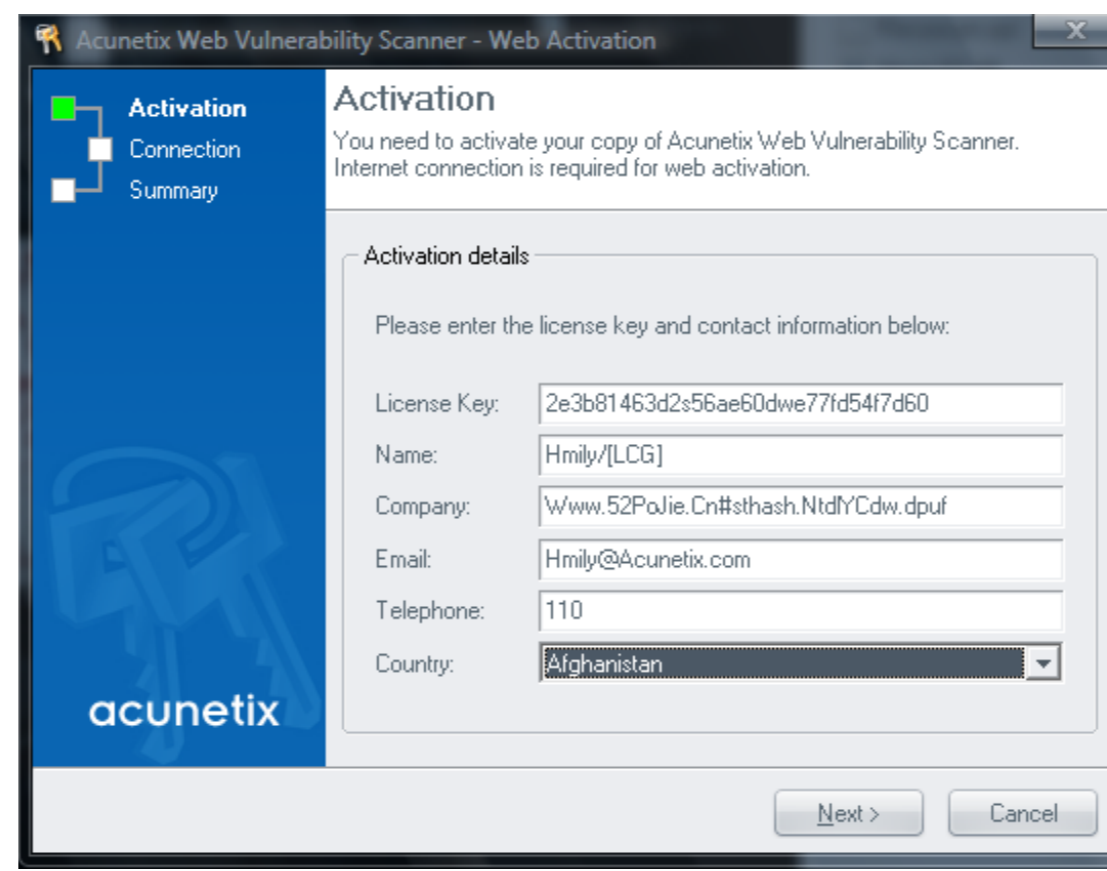 Acunetix Web Vulnerability Scanner - Web Activation
Activation
Connection
Summary
Activation
You need to activate your copy of Acunetix Web Vulnerability Scanner.
Internet connection is required for web activation.
Activation details
Please enter the license key and contact information below:
License Key: 2e3b81463d2s56ae60dwe77fd54f7d60
Name: Hmily/[LCG]
Company: Www.52PoJie.Cn#sthash.NtdlYCdw.dpuf
Email: Hmily@Acunetix.com
Telephone: 110
Country: Afghanistan
acunetix
Next > Cancel